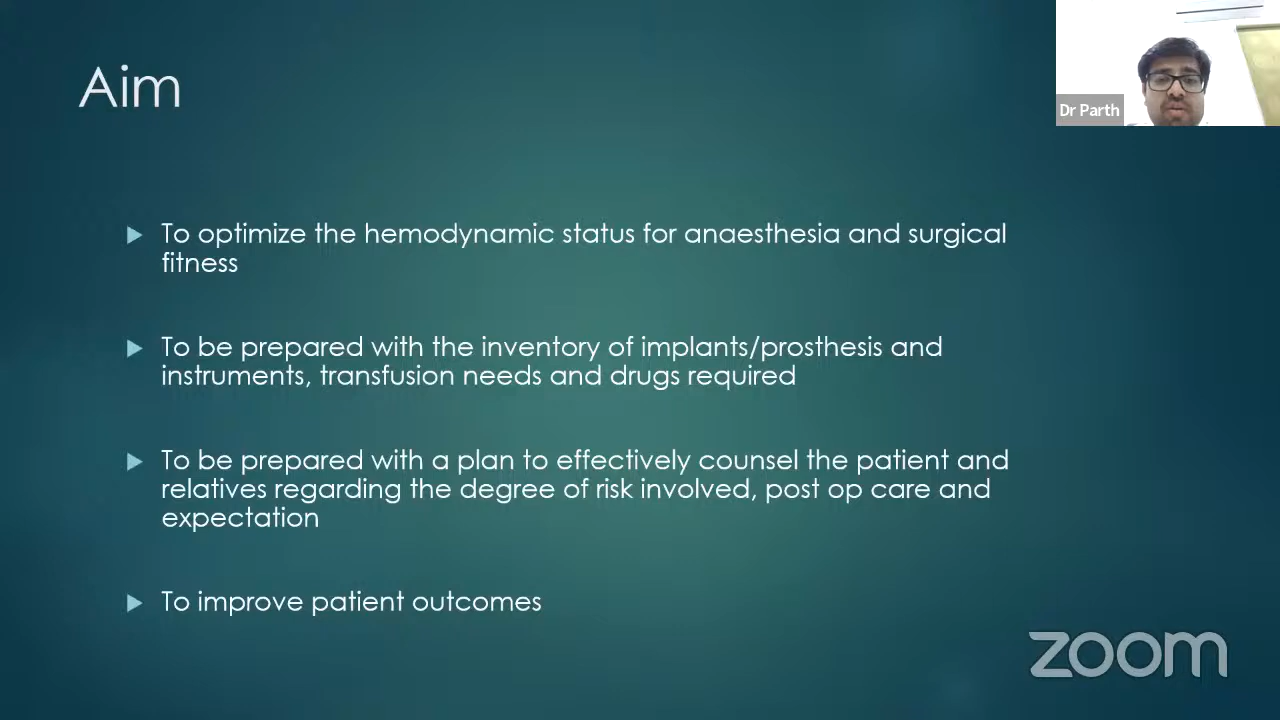 Aim
Dr Parth
To optimize the hemodynamic status for anaesthesia and surgical
fitness
To be prepared with the inventory of implants/prosthesis and
instruments, transfusion needs and drugs required
To be prepared with a plan to effectively counsel the patient and
relatives regarding the degree of risk involved, post op care and
expectation
To improve patient outcomes
zoom